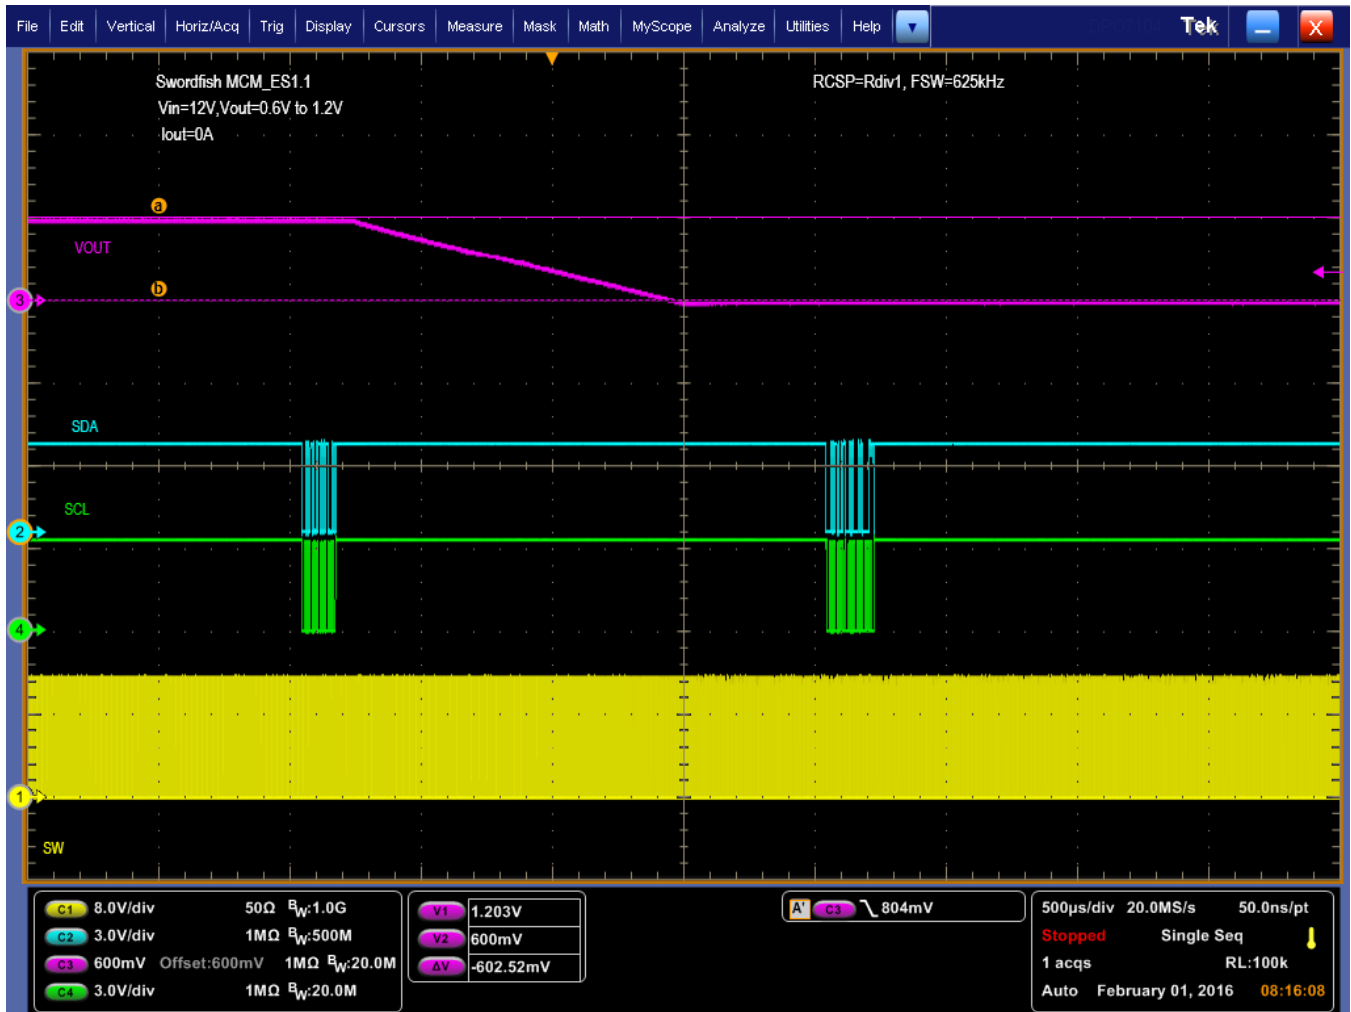 File Edit Vertical Horiz/Acq Trig Display Cursors Measure Mask Math MyScope Analyze Utilities Help Tek X
Swordfish MCM_ES1.1
RCSP=Rdiv1, FSW=625kHz
Vin=12V,Vout=0.6V to 1.2V
Iout=0A
a
VOUT
b
3
SDA
SCL
2
4
1
SW
C1 8.0V/div 50Ω BW:1.0G
C2 3.0V/div 1MΩ BW:500M
C3 600mV Offset:600mV 1MΩ BW:20.0M
C4 3.0V/div 1MΩ BW:20.0M
V1 1.203V
V2 600mV
ΔV -602.52mV
A' C3 804mV
500µs/div 20.0MS/s 50.0ns/pt
Stopped Single Seq
1 acqs RL:100k
Auto February 01, 2016 08:16:08